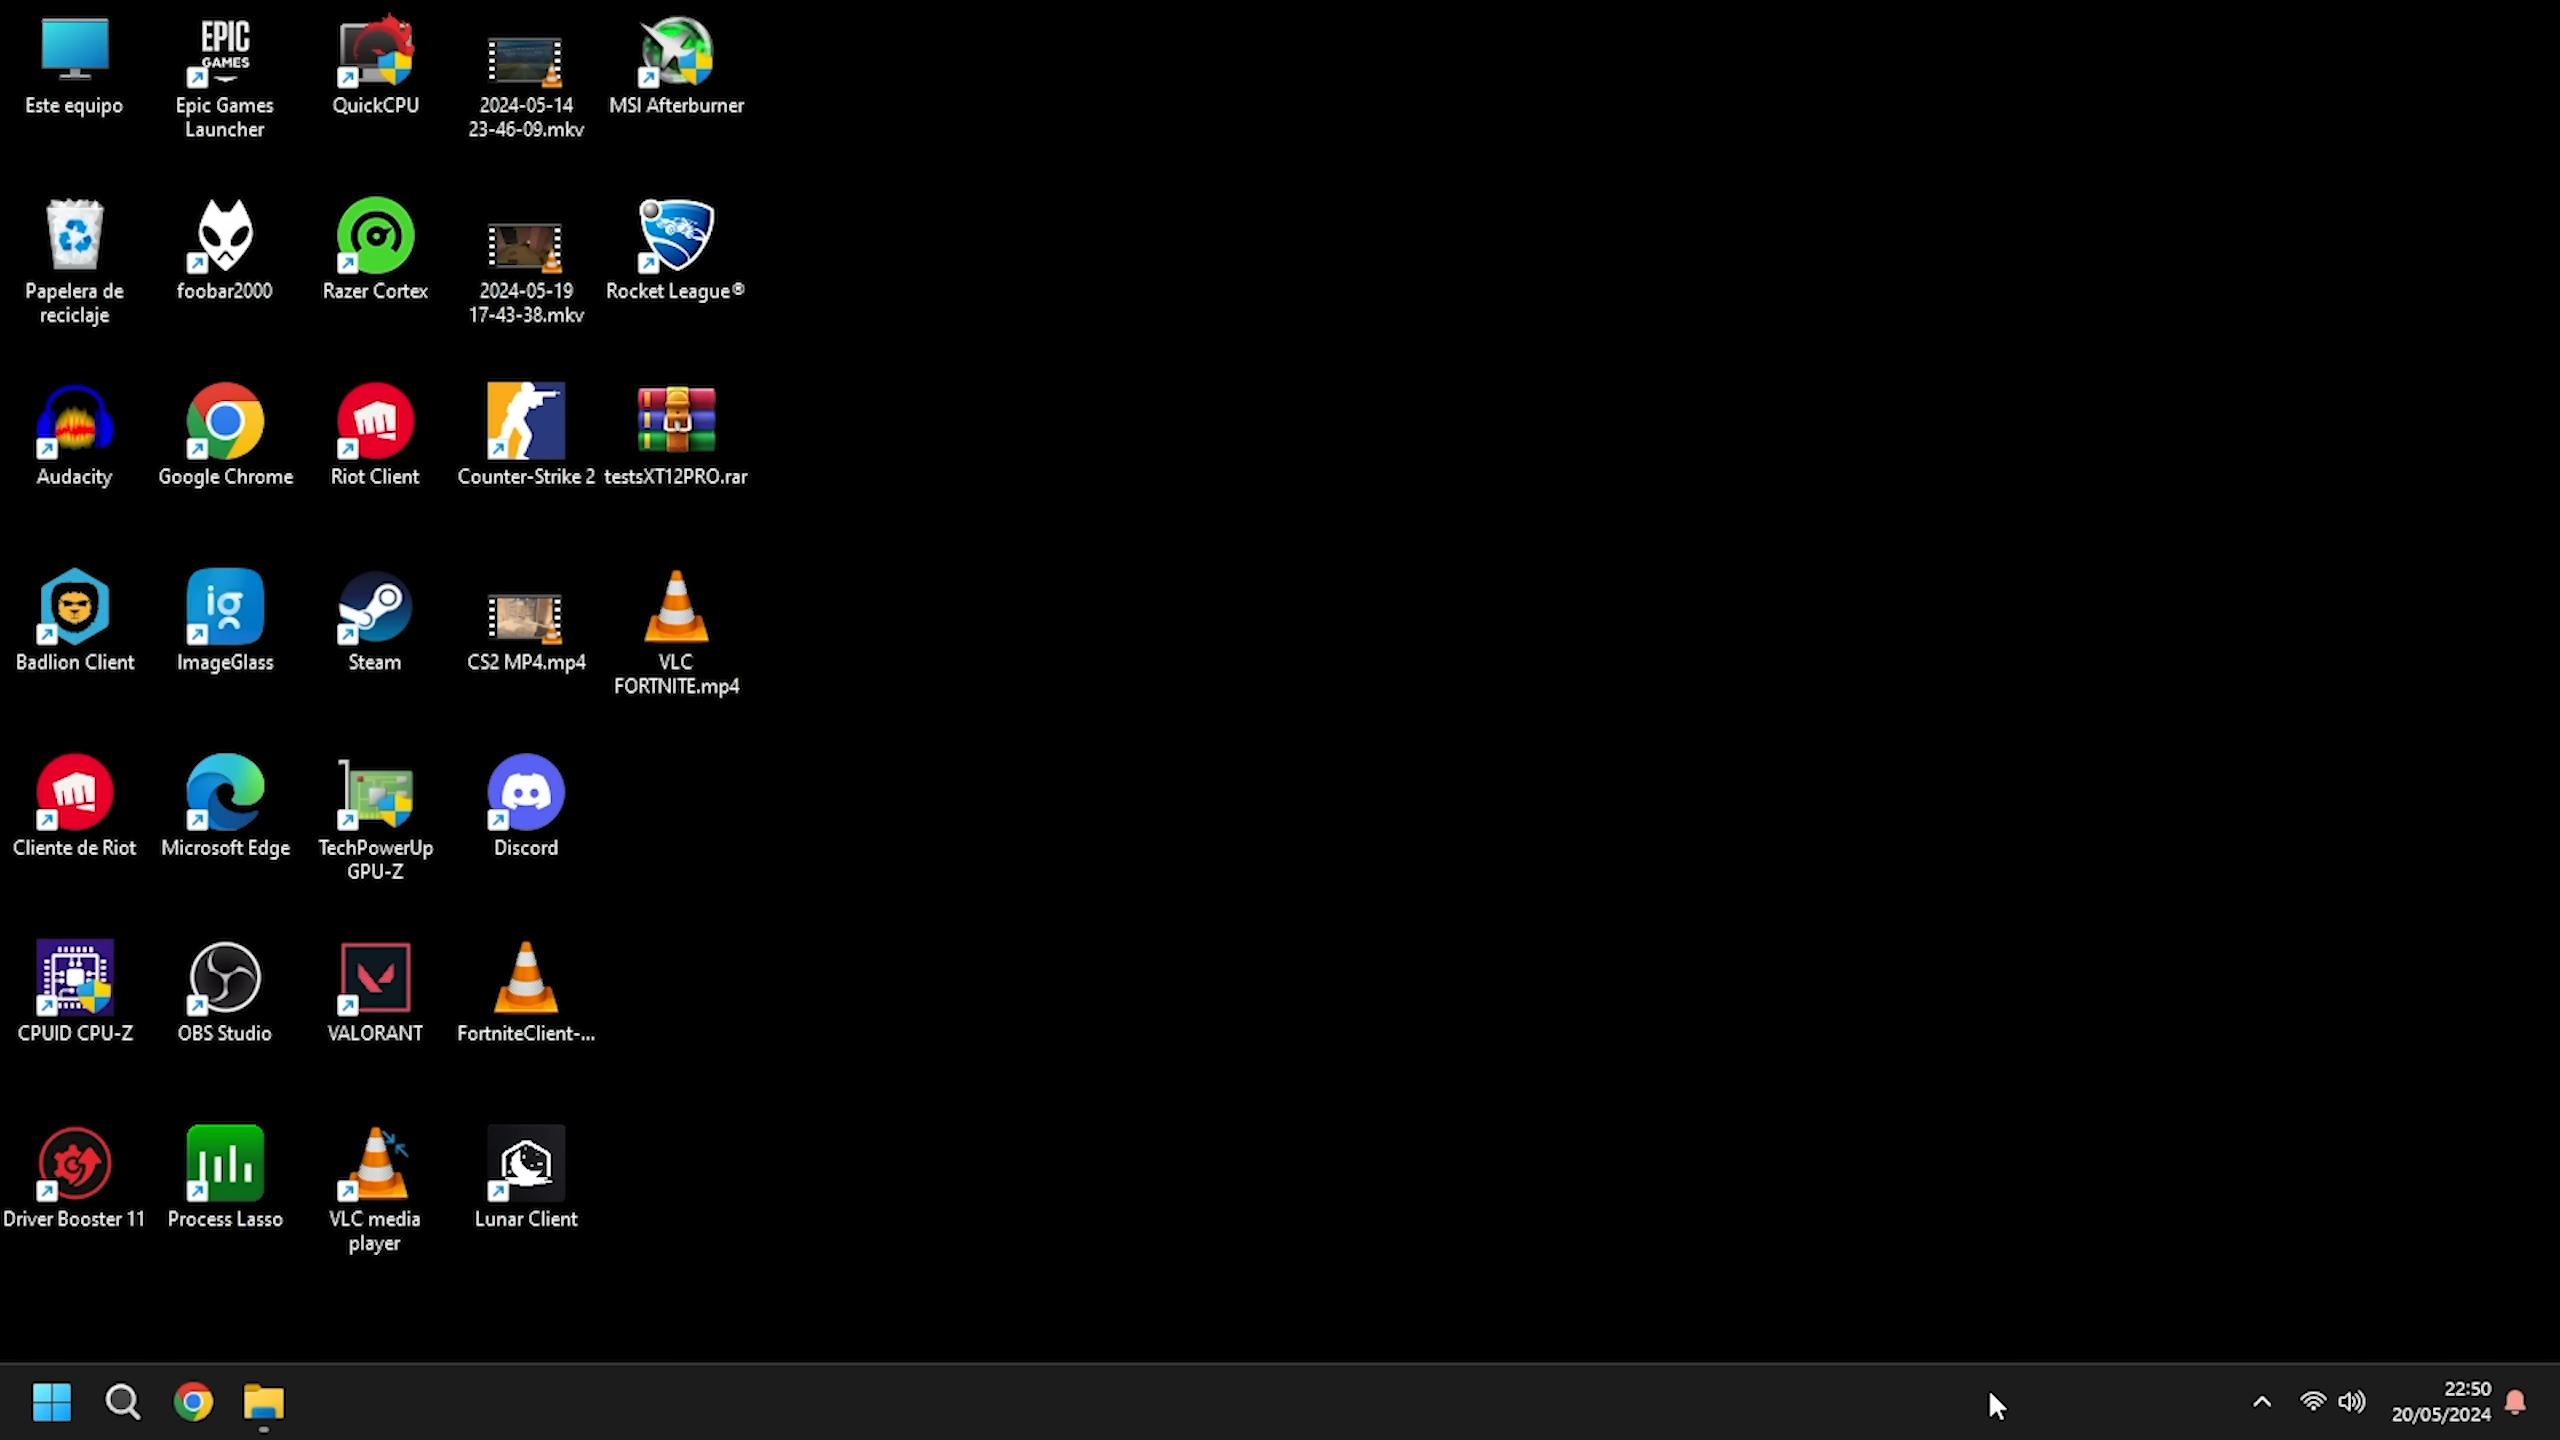 EPIC
GAMES
ig
Este equipo
Epic Games
Launcher
QuickCPU
2024-05-14
23-46-09.mkv
MSI Afterburner
Papelera de
reciclaje
foobar2000
Razer Cortex
2024-05-19
17-43-38.mkv
Rocket League®
Audacity
Google Chrome
Riot Client
Counter-Strike 2
testsXT12PRO.rar
Badlion Client
ImageGlass
Steam
CS2 MP4.mp4
VLC
FORTNITE.mp4
Cliente de Riot
Microsoft Edge
TechPowerUp
GPU-Z
Discord
CPUID CPU-Z
OBS Studio
VALORANT
FortniteClient-...
Driver Booster 11
Process Lasso
VLC media
player
Lunar Client
22:50
20/05/2024